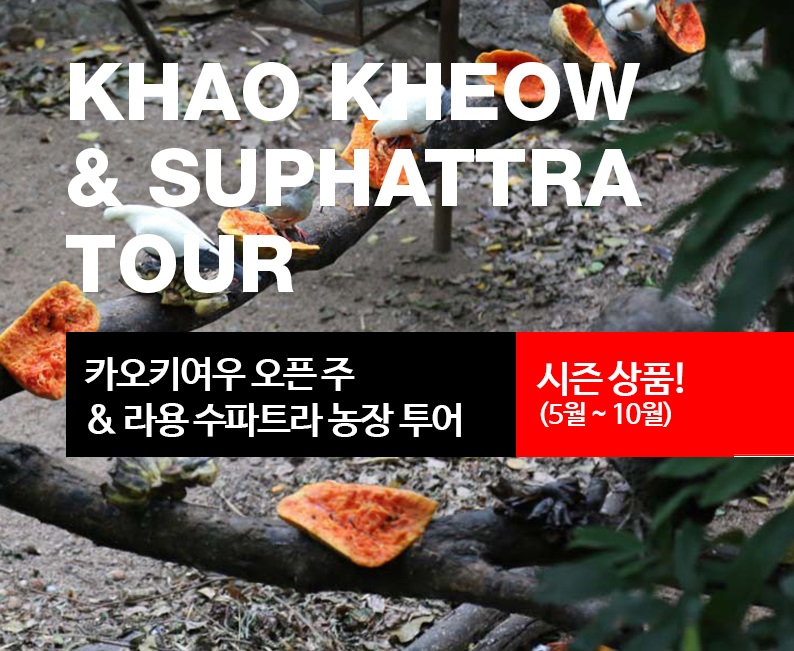 KHAO KHEOW
& SUPHATTRA
TOUR
카오키여우 오픈 주
& 라용 수파트라 농장 투어
시즌 상품!
(5월 ~ 10월)